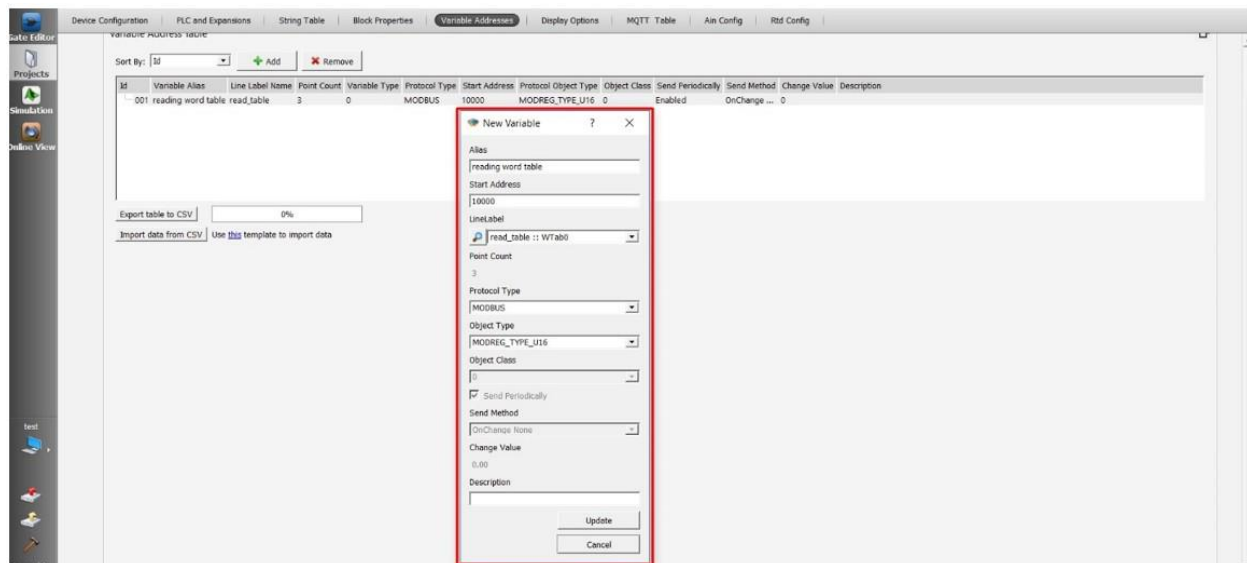 Device Configuration PLC and Expansions String Table Block Properties Variable Addresses Display Options MQTT Table Ain Config Rtd Config
Gate Editor
Variable Address Table
Projects
Simulation
Online View
Sort By: Id Add Remove
Id Variable Alias Line Label Name Point Count Variable Type Protocol Type Start Address Protocol Object Type Object Class Send Periodically Send Method Change Value Description
001 reading word table read_table 3 0 MODBUS 10000 MODREG_TYPE_U16 0 Enabled OnChange ... 0
Export table to CSV 0%
Import data from CSV Use this template to import data
New Variable ? X
Alias
reading word table
Start Address
10000
LineLabel
read_table :: WTab0
Point Count
3
Protocol Type
MODBUS
Object Type
MODREG_TYPE_U16
Object Class
0
Send Periodically
Send Method
OnChange None
Change Value
0.00
Description
Update
Cancel
test